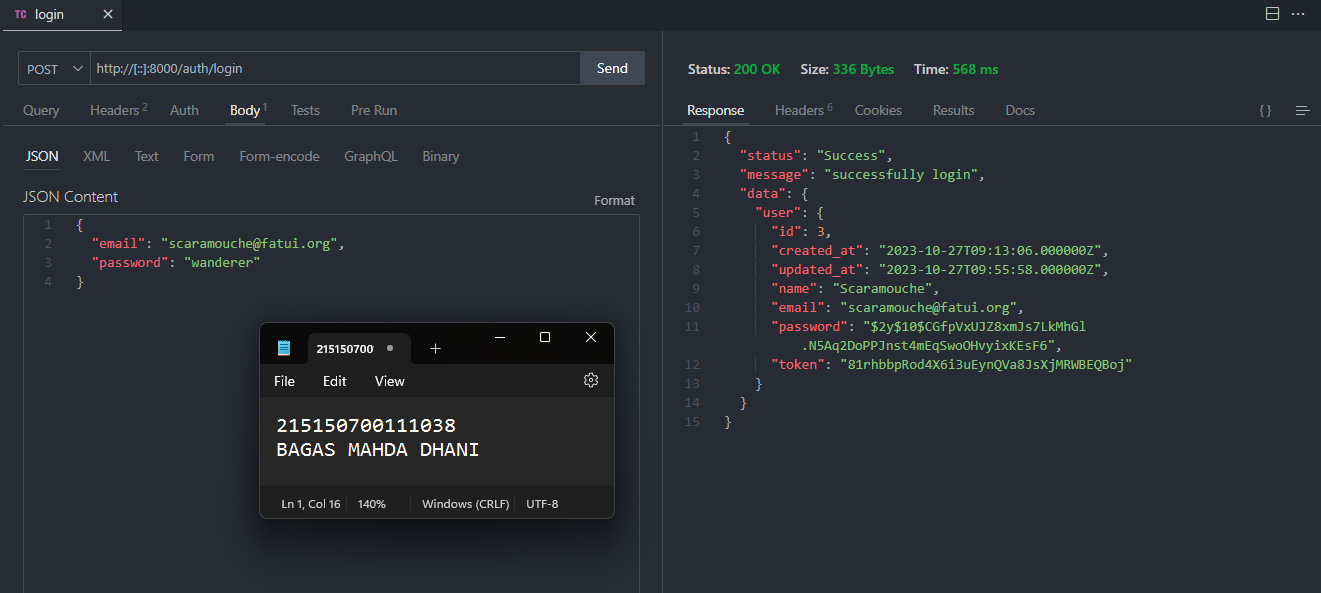 TC login
POST http://[::]:8000/auth/login Send
Query Headers 2 Auth Body 1 Tests Pre Run
JSON XML Text Form Form-encode GraphQL Binary
JSON Content
Format
1 {
2 "email": "scaramouche@fatui.org",
3 "password": "wanderer"
4 }
215150700
File Edit View
215150700111038
BAGAS MAHDA DHANI
Ln 1, Col 16 140% Windows (CRLF) UTF-8
Status: 200 OK Size: 336 Bytes Time: 568 ms
Response Headers 6 Cookies Results Docs { }
1 {
2 "status": "Success",
3 "message": "successfully login",
4 "data": {
5 "user": {
6 "id": 3,
7 "created_at": "2023-10-27T09:13:06.000000Z",
8 "updated_at": "2023-10-27T09:55:58.000000Z",
9 "name": "Scaramouche",
10 "email": "scaramouche@fatui.org",
11 "password": "$2y$10$CGfpVxUJZ8xmJs7LkMhGl
.N5Aq2DoPPJnst4mEqSwoOHvyixKEsF6",
12 "token": "81rhbbpRod4X6i3uEynQVa8JsXjMRWBEQBoj"
13 }
14 }
15 }